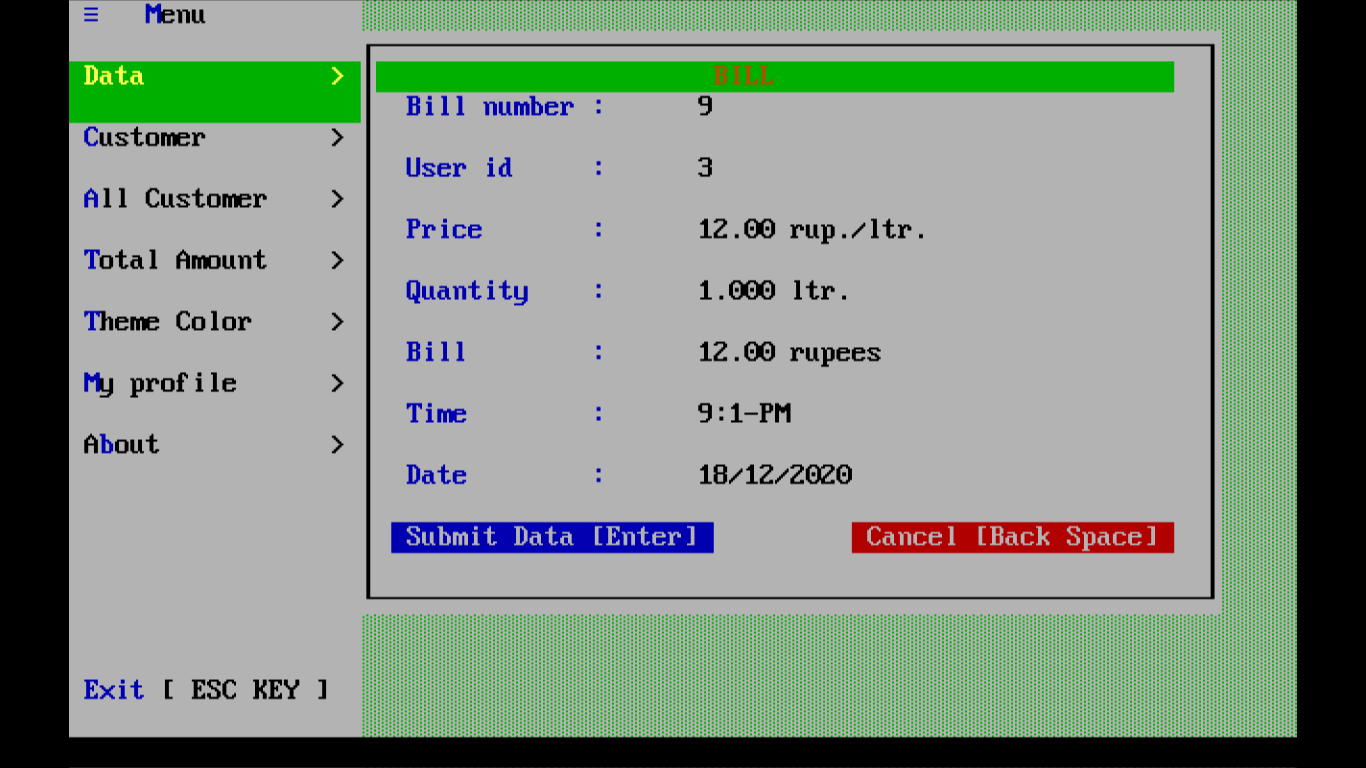 ≡ Menu
Data >
Customer >
All Customer >
Total Amount >
Theme Color >
My profile >
About >
Exit [ ESC KEY ]
BILL
Bill number : 9
User id : 3
Price : 12.00 rup./ltr.
Quantity : 1.000 ltr.
Bill : 12.00 rupees
Time : 9:1-PM
Date : 18/12/2020
Submit Data [Enter] Cancel [Back Space]